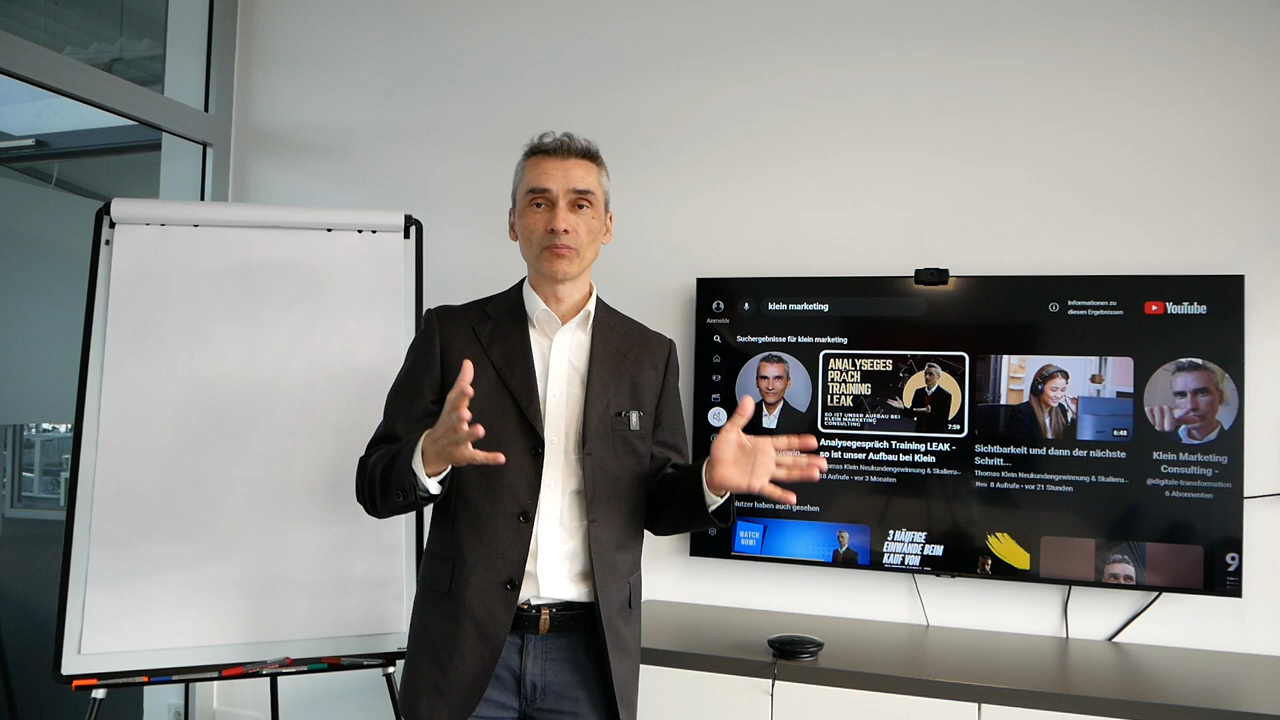 klein marketing
Informationen zu
diesen Ergebnissen
YouTube
Anmelde
Suchergebnisse für klein marketing
ANALYSEGES
PRÄCH
TRAINING
LEAK
SO IST UNSER AUFBAU BEI
KLEIN MARKETING
CONSULTING
7:59
Analysegespräch Training LEAK -
so ist unser Aufbau bei Klein
Thomas Klein Neukundengewinnung & Skalieru...
18 Aufrufe • vor 3 Monaten
6:48
Sichtbarkeit und dann der nächste
Schritt...
Thomas Klein Neukundengewinnung & Skalieru...
Neu 8 Aufrufe • vor 21 Stunden
Klein Marketing
Consulting -
@digitale-transformation
6 Abonnenten
Nutzer haben auch gesehen
WATCH
NOW!
3 HÄUFIGE
EINWÄNDE BEIM
KAUF VON
9